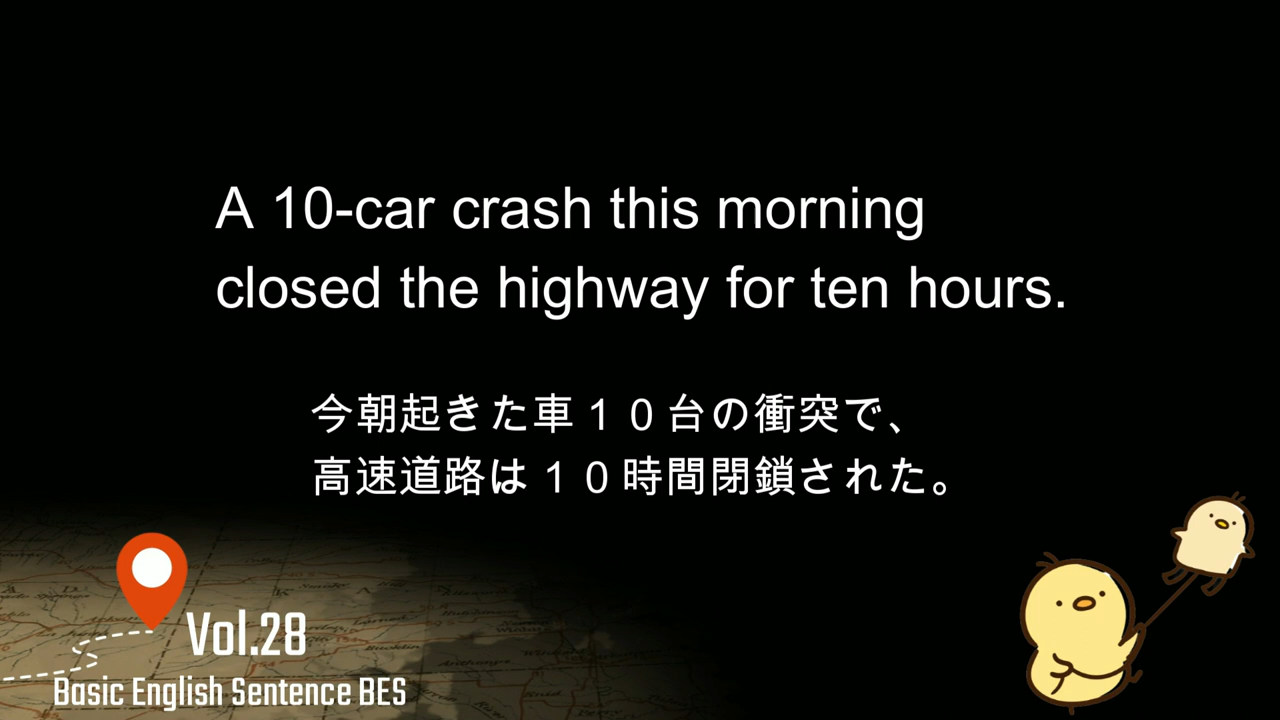 A 10-car crash this morning
closed the highway for ten hours.
今朝起きた車１０台の衝突で、
高速道路は１０時間閉鎖された。
Vol.28
Basic English Sentence BES